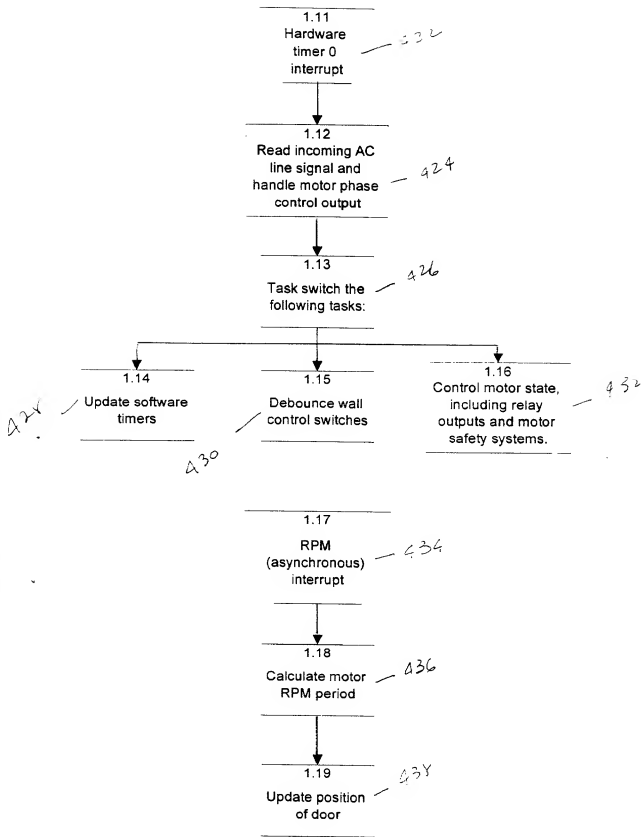 1.11
Hardware
timer 0
interrupt
1.12
Read incoming AC
line signal and
handle motor phase
control output
424
1.13
Task switch the
following tasks:
426
1.14
Update software
timers
428
1.15
Debounce wall
control switches
430
1.16
Control motor state,
including relay
outputs and motor
safety systems.
432
1.17
RPM
(asynchronous)
interrupt
434
1.18
Calculate motor
RPM period
436
1.19
Update position
of door
438